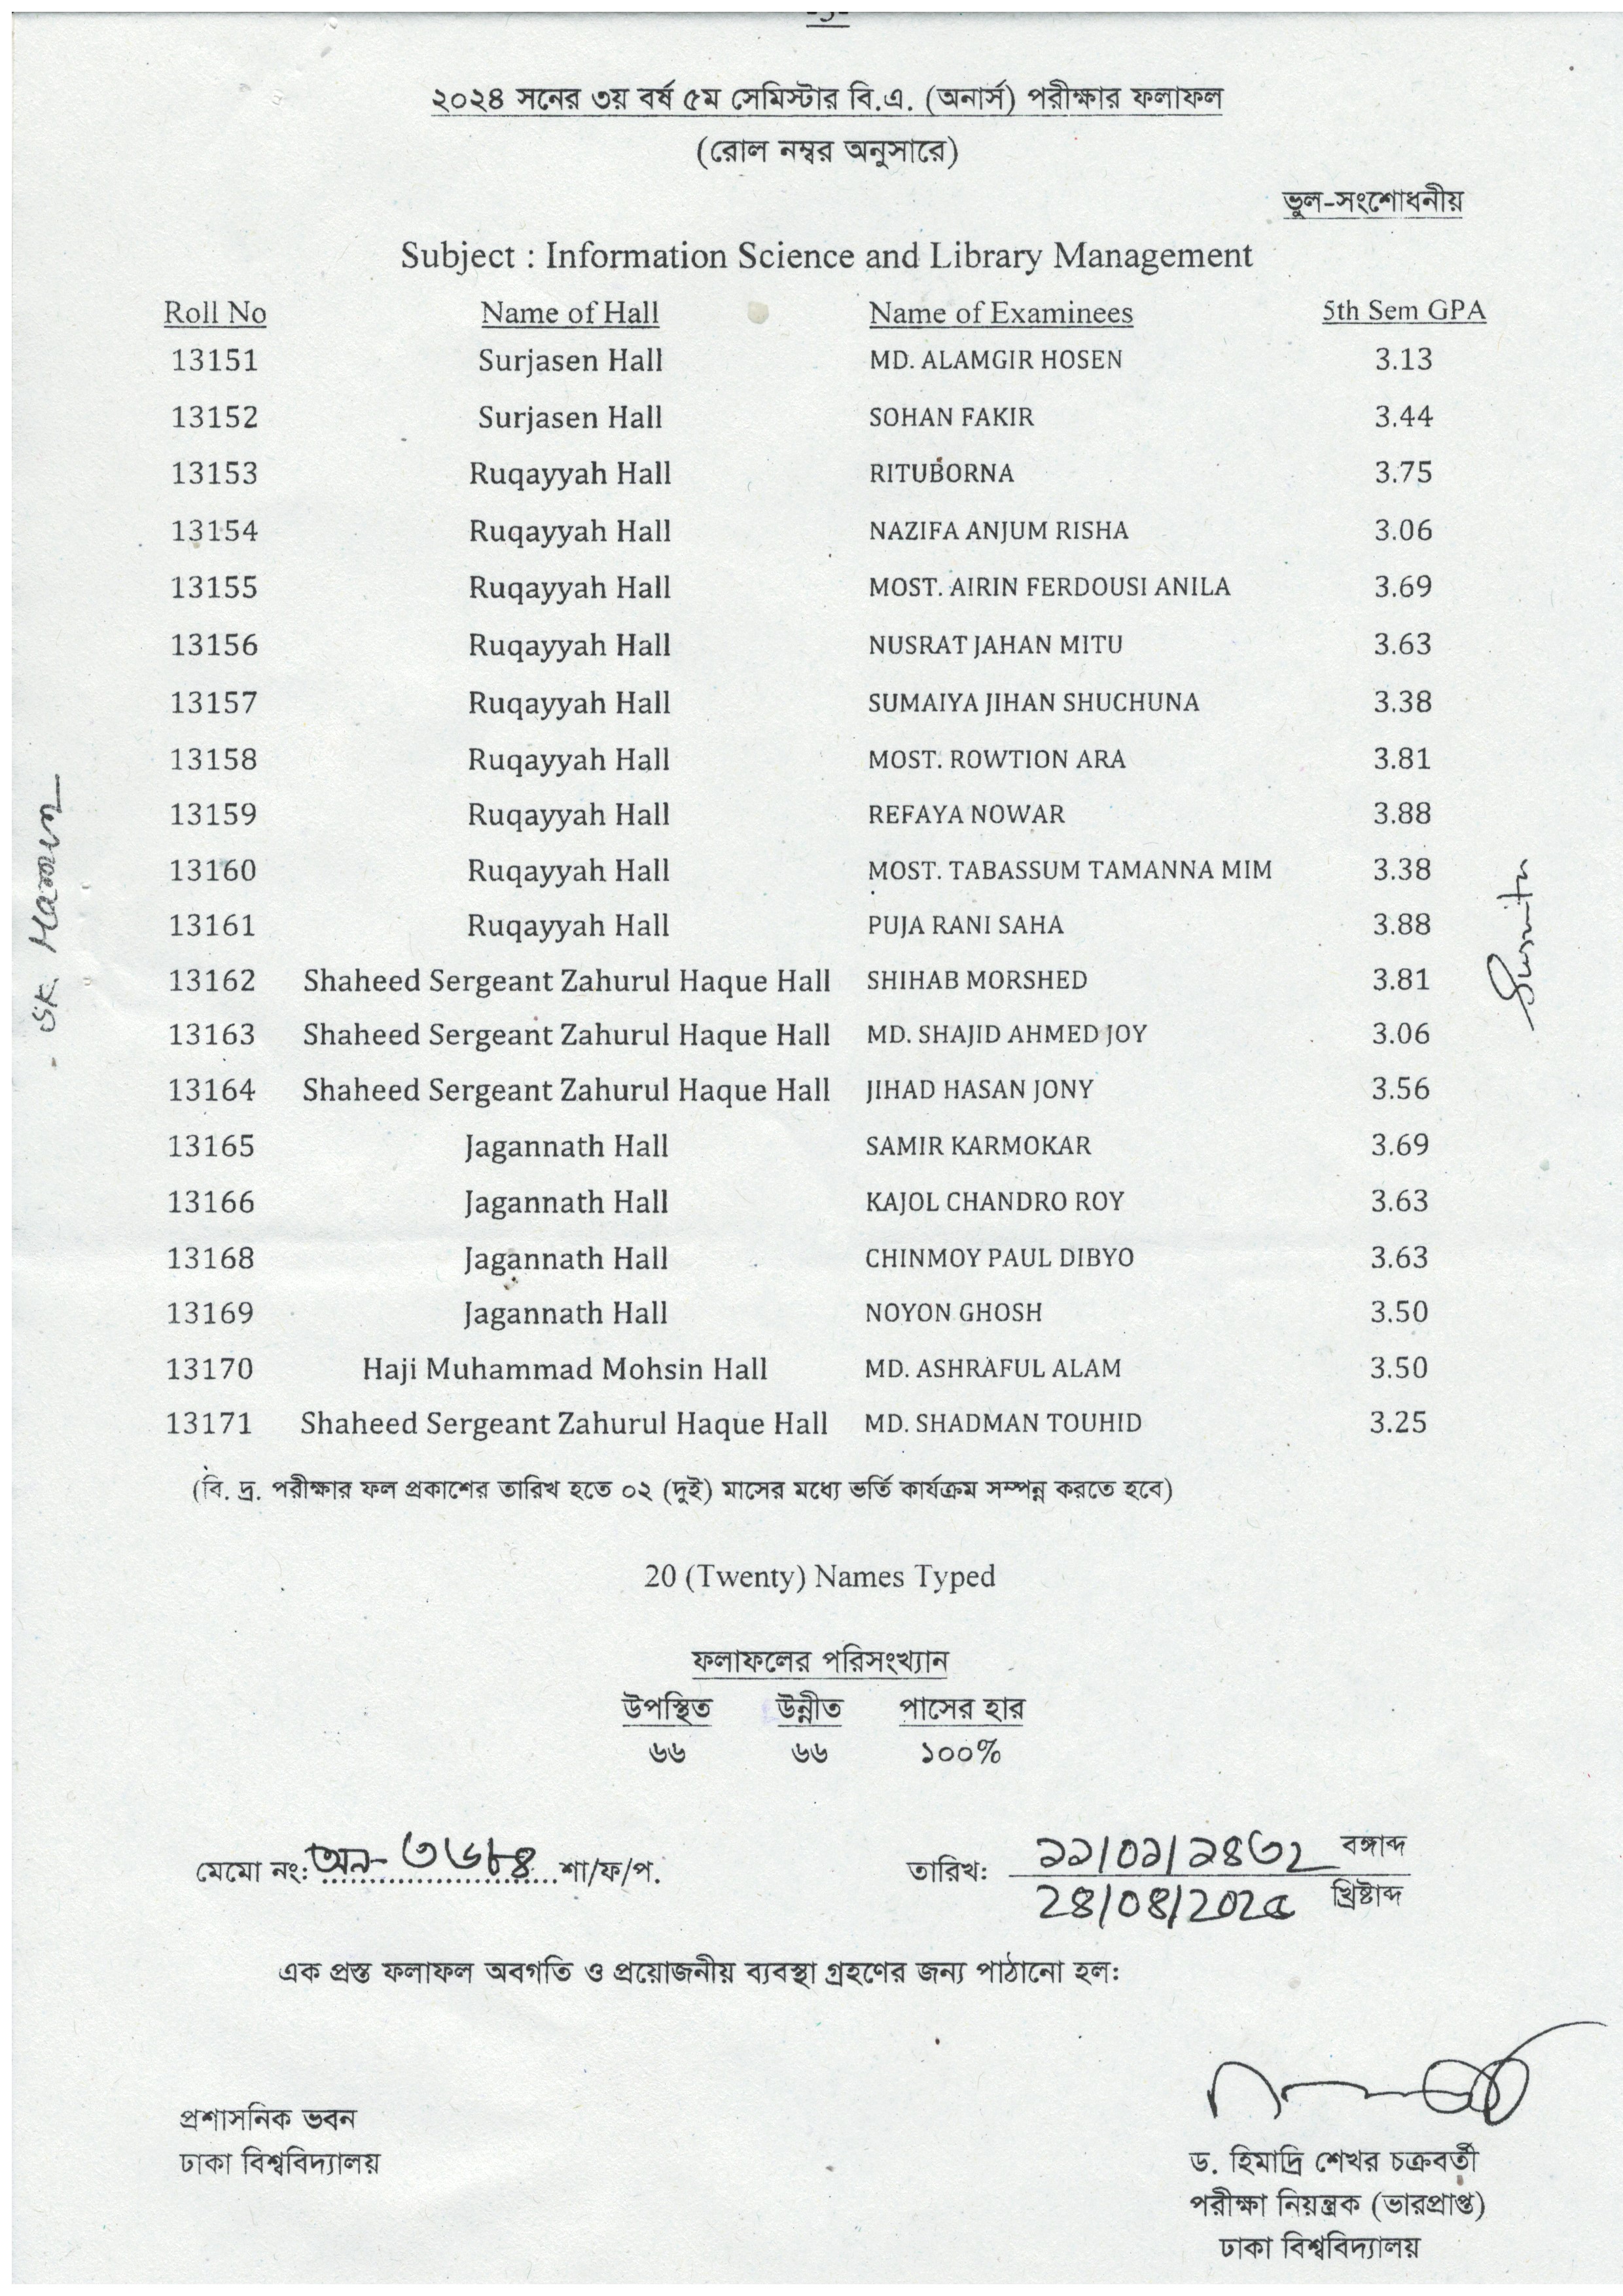 -3-
২০২৪ সনের ৩য় বর্ষ ৫ম সেমিস্টার বি.এ. (অনার্স) পরীক্ষার ফলাফল
(রোল নম্বর অনুসারে)
ভুল-সংশোধনীয়
Subject : Information Science and Library Management
Roll No Name of Hall Name of Examinees 5th Sem GPA
13151 Surjasen Hall MD. ALAMGIR HOSEN 3.13
13152 Surjasen Hall SOHAN FAKIR 3.44
13153 Ruqayyah Hall RITUBORNA 3.75
13154 Ruqayyah Hall NAZIFA ANJUM RISHA 3.06
13155 Ruqayyah Hall MOST. AIRIN FERDOUSI ANILA 3.69
13156 Ruqayyah Hall NUSRAT JAHAN MITU 3.63
13157 Ruqayyah Hall SUMAIYA JIHAN SHUCHUNA 3.38
13158 Ruqayyah Hall MOST. ROWTION ARA 3.81
13159 Ruqayyah Hall REFAYA NOWAR 3.88
13160 Ruqayyah Hall MOST. TABASSUM TAMANNA MIM 3.38
13161 Ruqayyah Hall PUJA RANI SAHA 3.88
13162 Shaheed Sergeant Zahurul Haque Hall SHIHAB MORSHED 3.81
13163 Shaheed Sergeant Zahurul Haque Hall MD. SHAJID AHMED JOY 3.06
13164 Shaheed Sergeant Zahurul Haque Hall JIHAD HASAN JONY 3.56
13165 Jagannath Hall SAMIR KARMOKAR 3.69
13166 Jagannath Hall KAJOL CHANDRO ROY 3.63
13168 Jagannath Hall CHINMOY PAUL DIBYO 3.63
13169 Jagannath Hall NOYON GHOSH 3.50
13170 Haji Muhammad Mohsin Hall MD. ASHRAFUL ALAM 3.50
13171 Shaheed Sergeant Zahurul Haque Hall MD. SHADMAN TOUHID 3.25
(বি. দ্র. পরীক্ষার ফল প্রকাশের তারিখ হতে ০২ (দুই) মাসের মধ্যে ভর্তি কার্যক্রম সম্পন্ন করতে হবে)
20 (Twenty) Names Typed
ফলাফলের পরিসংখ্যান
উপস্থিত উন্নীত পাসের হার
৬৬ ৬৬ ১০০%
মেমো নং: অন- শা/ফ/প.
তারিখ: ১১/০১/১৪৩২ বঙ্গাব্দ
২৪/০৪/২০২৫ খ্রিষ্টাব্দ
এক প্রস্ত ফলাফল অবগতি ও প্রয়োজনীয় ব্যবস্থা গ্রহণের জন্য পাঠানো হল:
প্রশাসনিক ভবন
ঢাকা বিশ্ববিদ্যালয়
ড. হিমাদ্রি শেখর চক্রবর্তী
পরীক্ষা নিয়ন্ত্রক (ভারপ্রাপ্ত)
ঢাকা বিশ্ববিদ্যালয়